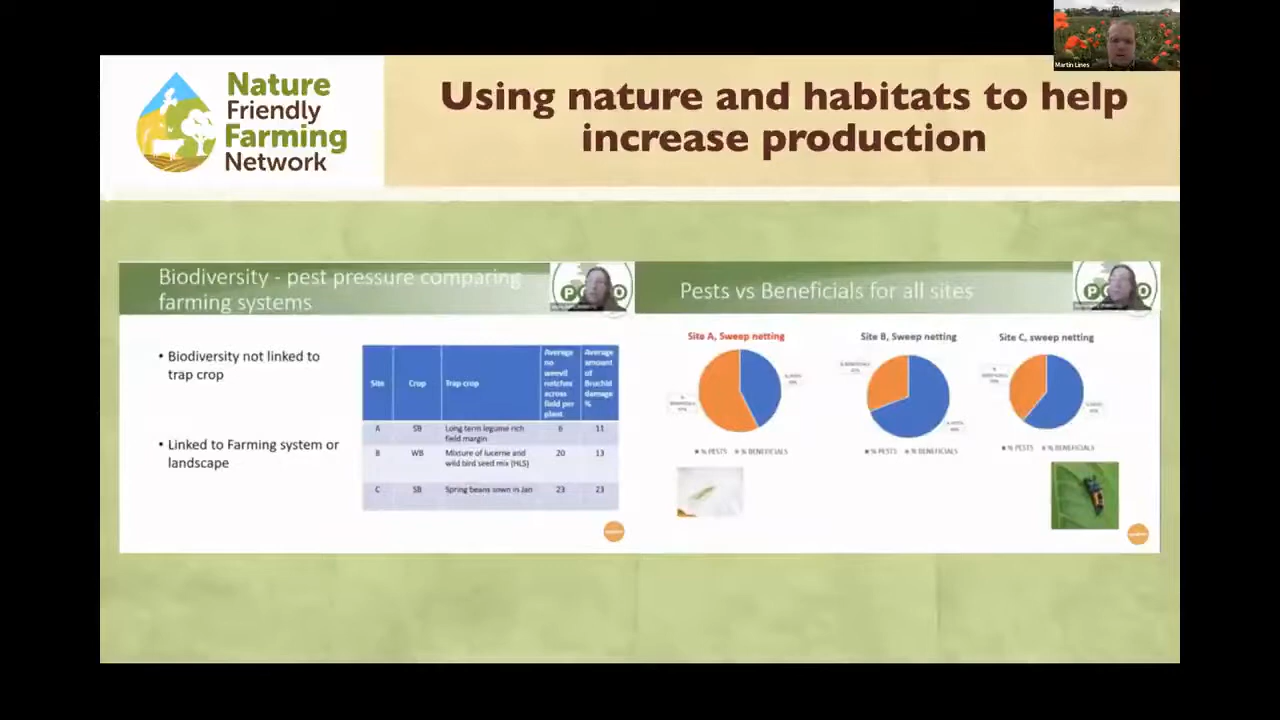 Martin Lines
Nature
Friendly
Farming
Network
Using nature and habitats to help
increase production
Biodiversity - pest pressure comparing
farming systems
• Biodiversity not linked to
trap crop
• Linked to Farming system or
landscape
Site Crop Trap crop Average no weevil notches across field per plant Average amount of Bruchid damage %
A SB Long term legume rich field margin 6 11
B WB Mixture of lucerne and wild bird seed mix (HLS) 20 13
C SB Spring beans sown in Jan 23 23
Pests vs Beneficials for all sites
Site A, Sweep netting
Site B, Sweep netting
Site C, sweep netting
% PESTS % BENEFICIALS
% PESTS % BENEFICIALS
% PESTS % BENEFICIALS